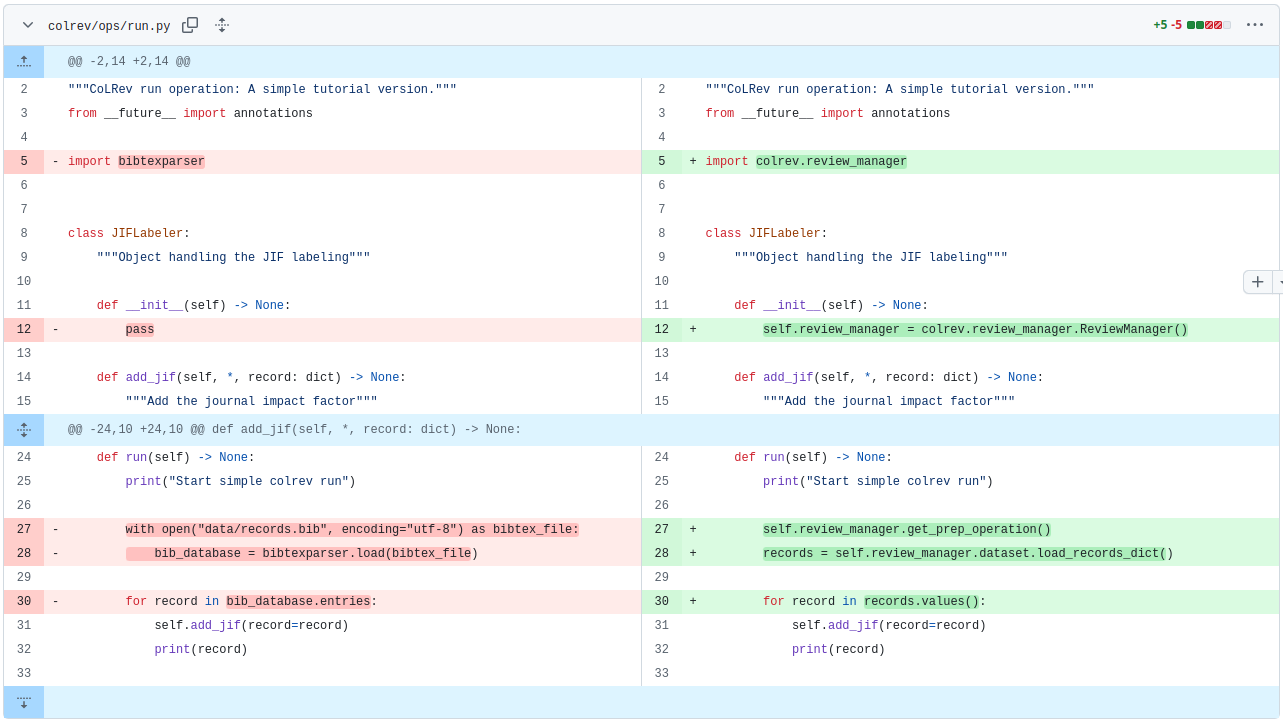 colrev/ops/run.py
+5 -5
@@ -2,14 +2,14 @@
2 """CoLRev run operation: A simple tutorial version."""
3 from __future__ import annotations
4
5 - import bibtexparser
6
7
8 class JIFLabeler:
9 """Object handling the JIF labeling"""
10
11 def __init__(self) -> None:
12 - pass
13
14 def add_jif(self, *, record: dict) -> None:
15 """Add the journal impact factor"""
2 """CoLRev run operation: A simple tutorial version."""
3 from __future__ import annotations
4
5 + import colrev.review_manager
6
7
8 class JIFLabeler:
9 """Object handling the JIF labeling"""
10
11 def __init__(self) -> None:
12 + self.review_manager = colrev.review_manager.ReviewManager()
13
14 def add_jif(self, *, record: dict) -> None:
15 """Add the journal impact factor"""
@@ -24,10 +24,10 @@ def add_jif(self, *, record: dict) -> None:
24 def run(self) -> None:
25 print("Start simple colrev run")
26
27 - with open("data/records.bib", encoding="utf-8") as bibtex_file:
28 - bib_database = bibtexparser.load(bibtex_file)
29
30 - for record in bib_database.entries:
31 self.add_jif(record=record)
32 print(record)
33
24 def run(self) -> None:
25 print("Start simple colrev run")
26
27 + self.review_manager.get_prep_operation()
28 + records = self.review_manager.dataset.load_records_dict()
29
30 + for record in records.values():
31 self.add_jif(record=record)
32 print(record)
33